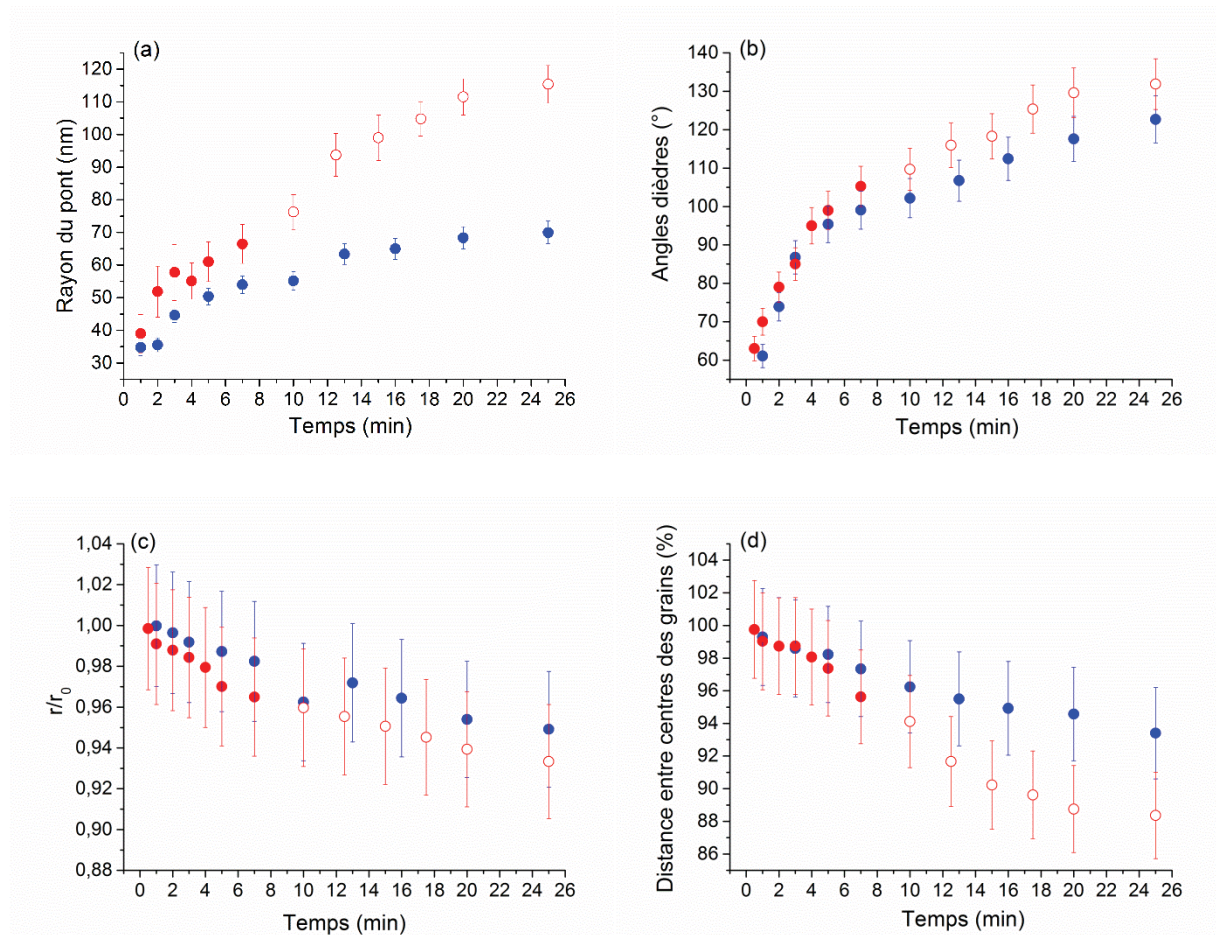 (a)
Rayon du pont (nm)
120
110
100
90
80
70
60
50
40
30
0 2 4 6 8 10 12 14 16 18 20 22 24 26
Temps (min)
(b)
Angles dièdres (°)
140
130
120
110
100
90
80
70
60
0 2 4 6 8 10 12 14 16 18 20 22 24 26
Temps (min)
(c)
r/r0
1,04
1,02
1,00
0,98
0,96
0,94
0,92
0,90
0,88
0 2 4 6 8 10 12 14 16 18 20 22 24 26
Temps (min)
(d)
Distance entre centres des grains (%)
104
102
100
98
96
94
92
90
88
86
0 2 4 6 8 10 12 14 16 18 20 22 24 26
Temps (min)